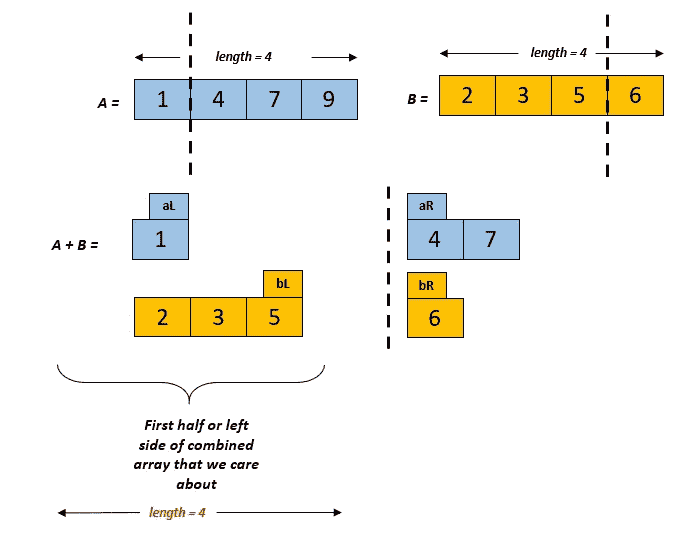 length = 4
length = 4
A = 1 4 7 9
B = 2 3 5 6
aL
aR
A + B = 1
4 7
bL
bR
2 3 5
6
First half or left
side of combined
array that we care
about
length = 4